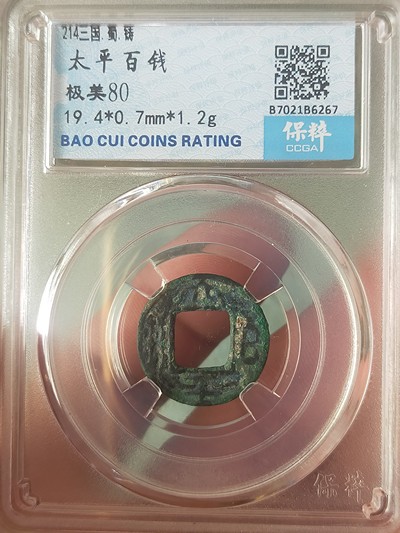 214三国.蜀.铸
太平百钱
极美80
19.4*0.7mm*1.2g
BAO CUI COINS RATING
B7021B6267
保粹
CCGA
保粹